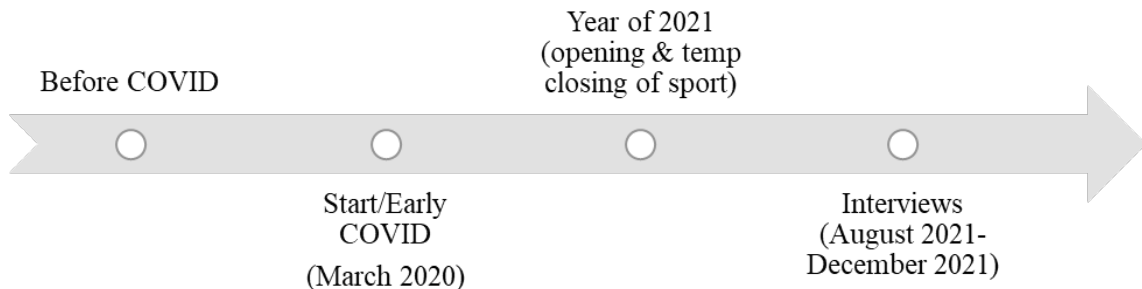 Before COVID
Start/Early
COVID
(March 2020)
Year of 2021
(opening & temp
closing of sport)
Interviews
(August 2021-
December 2021)